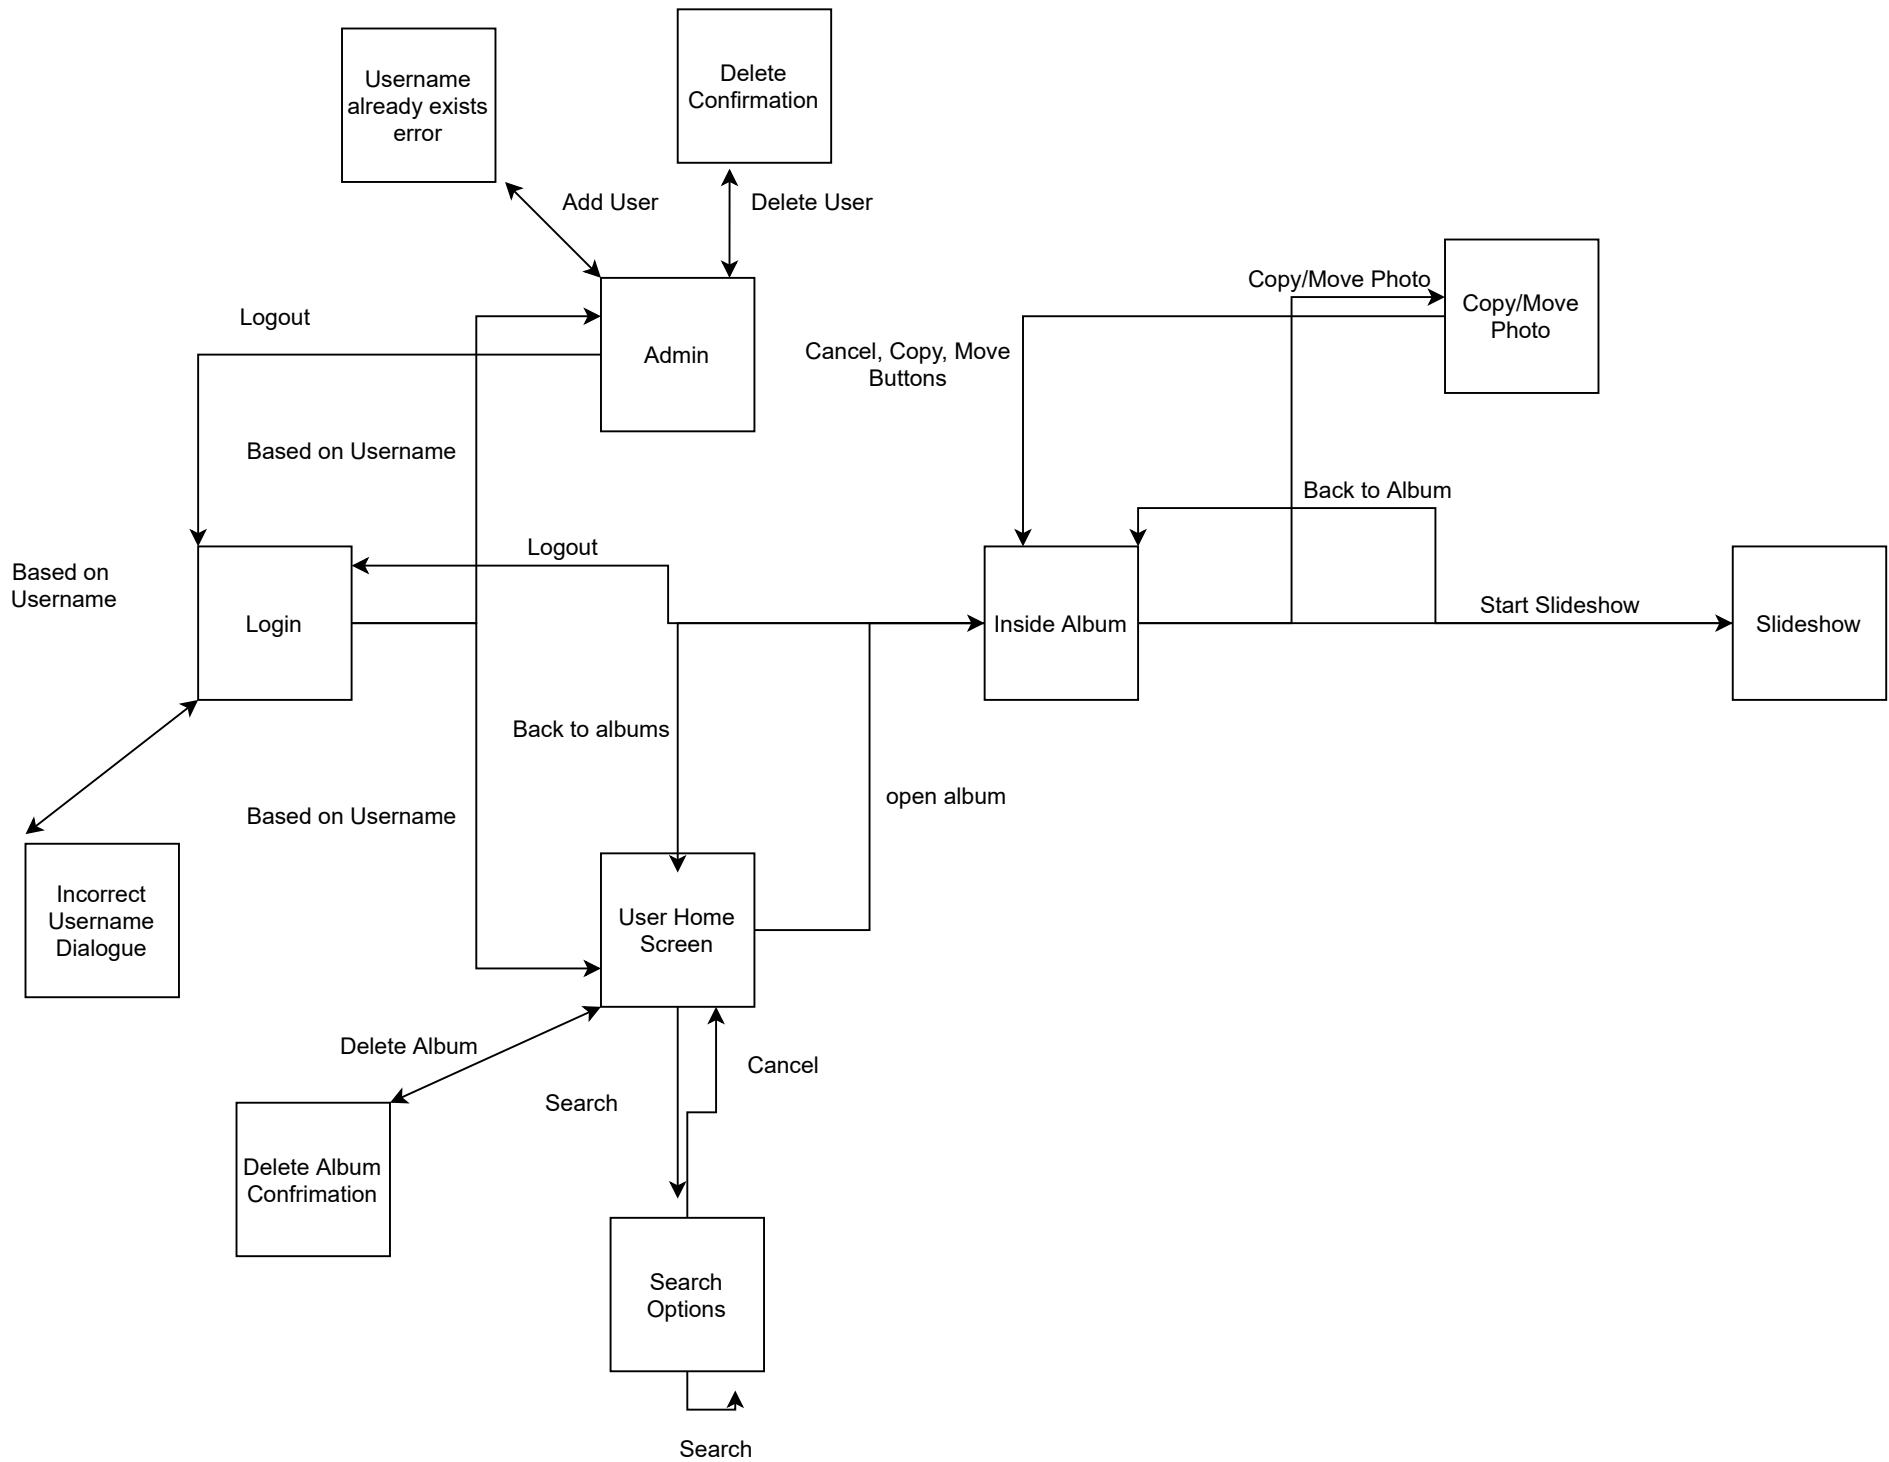 Delete
Confirmation
Username
already exists
error
Add User
Delete User
Copy/Move Photo
Copy/Move
Photo
Logout
Admin
Cancel, Copy, Move
Buttons
Based on Username
Back to Album
Logout
Based on
Username
Login
Inside Album
Start Slideshow
Slideshow
Back to albums
open album
Based on Username
Incorrect
Username
Dialogue
User Home
Screen
Delete Album
Cancel
Search
Delete Album
Confrimation
Search
Options
Search